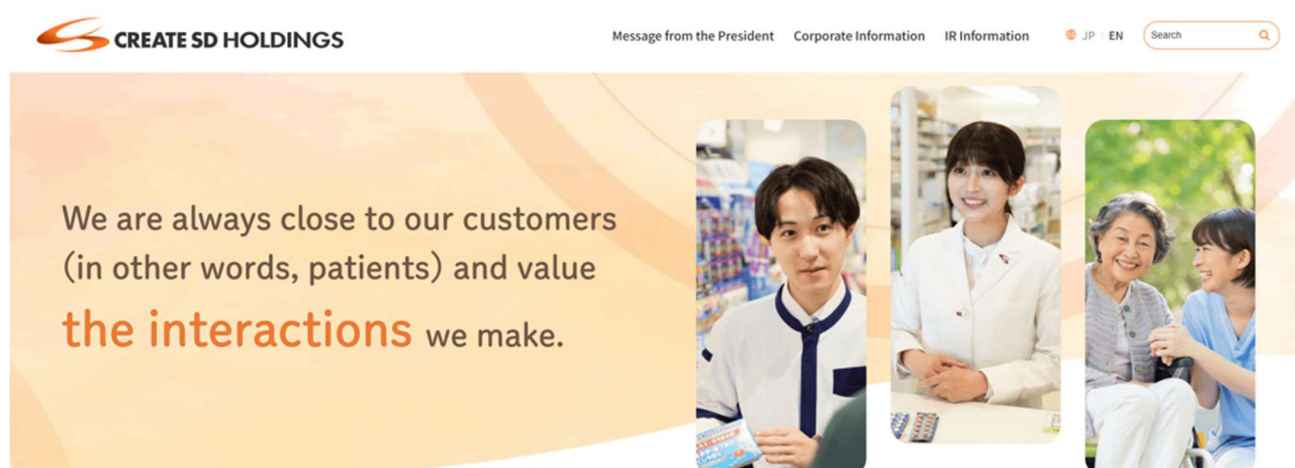 CREATE SD HOLDINGS
Message from the President Corporate Information IR Information JP EN Search
We are always close to our customers
(in other words, patients) and value
the interactions we make.